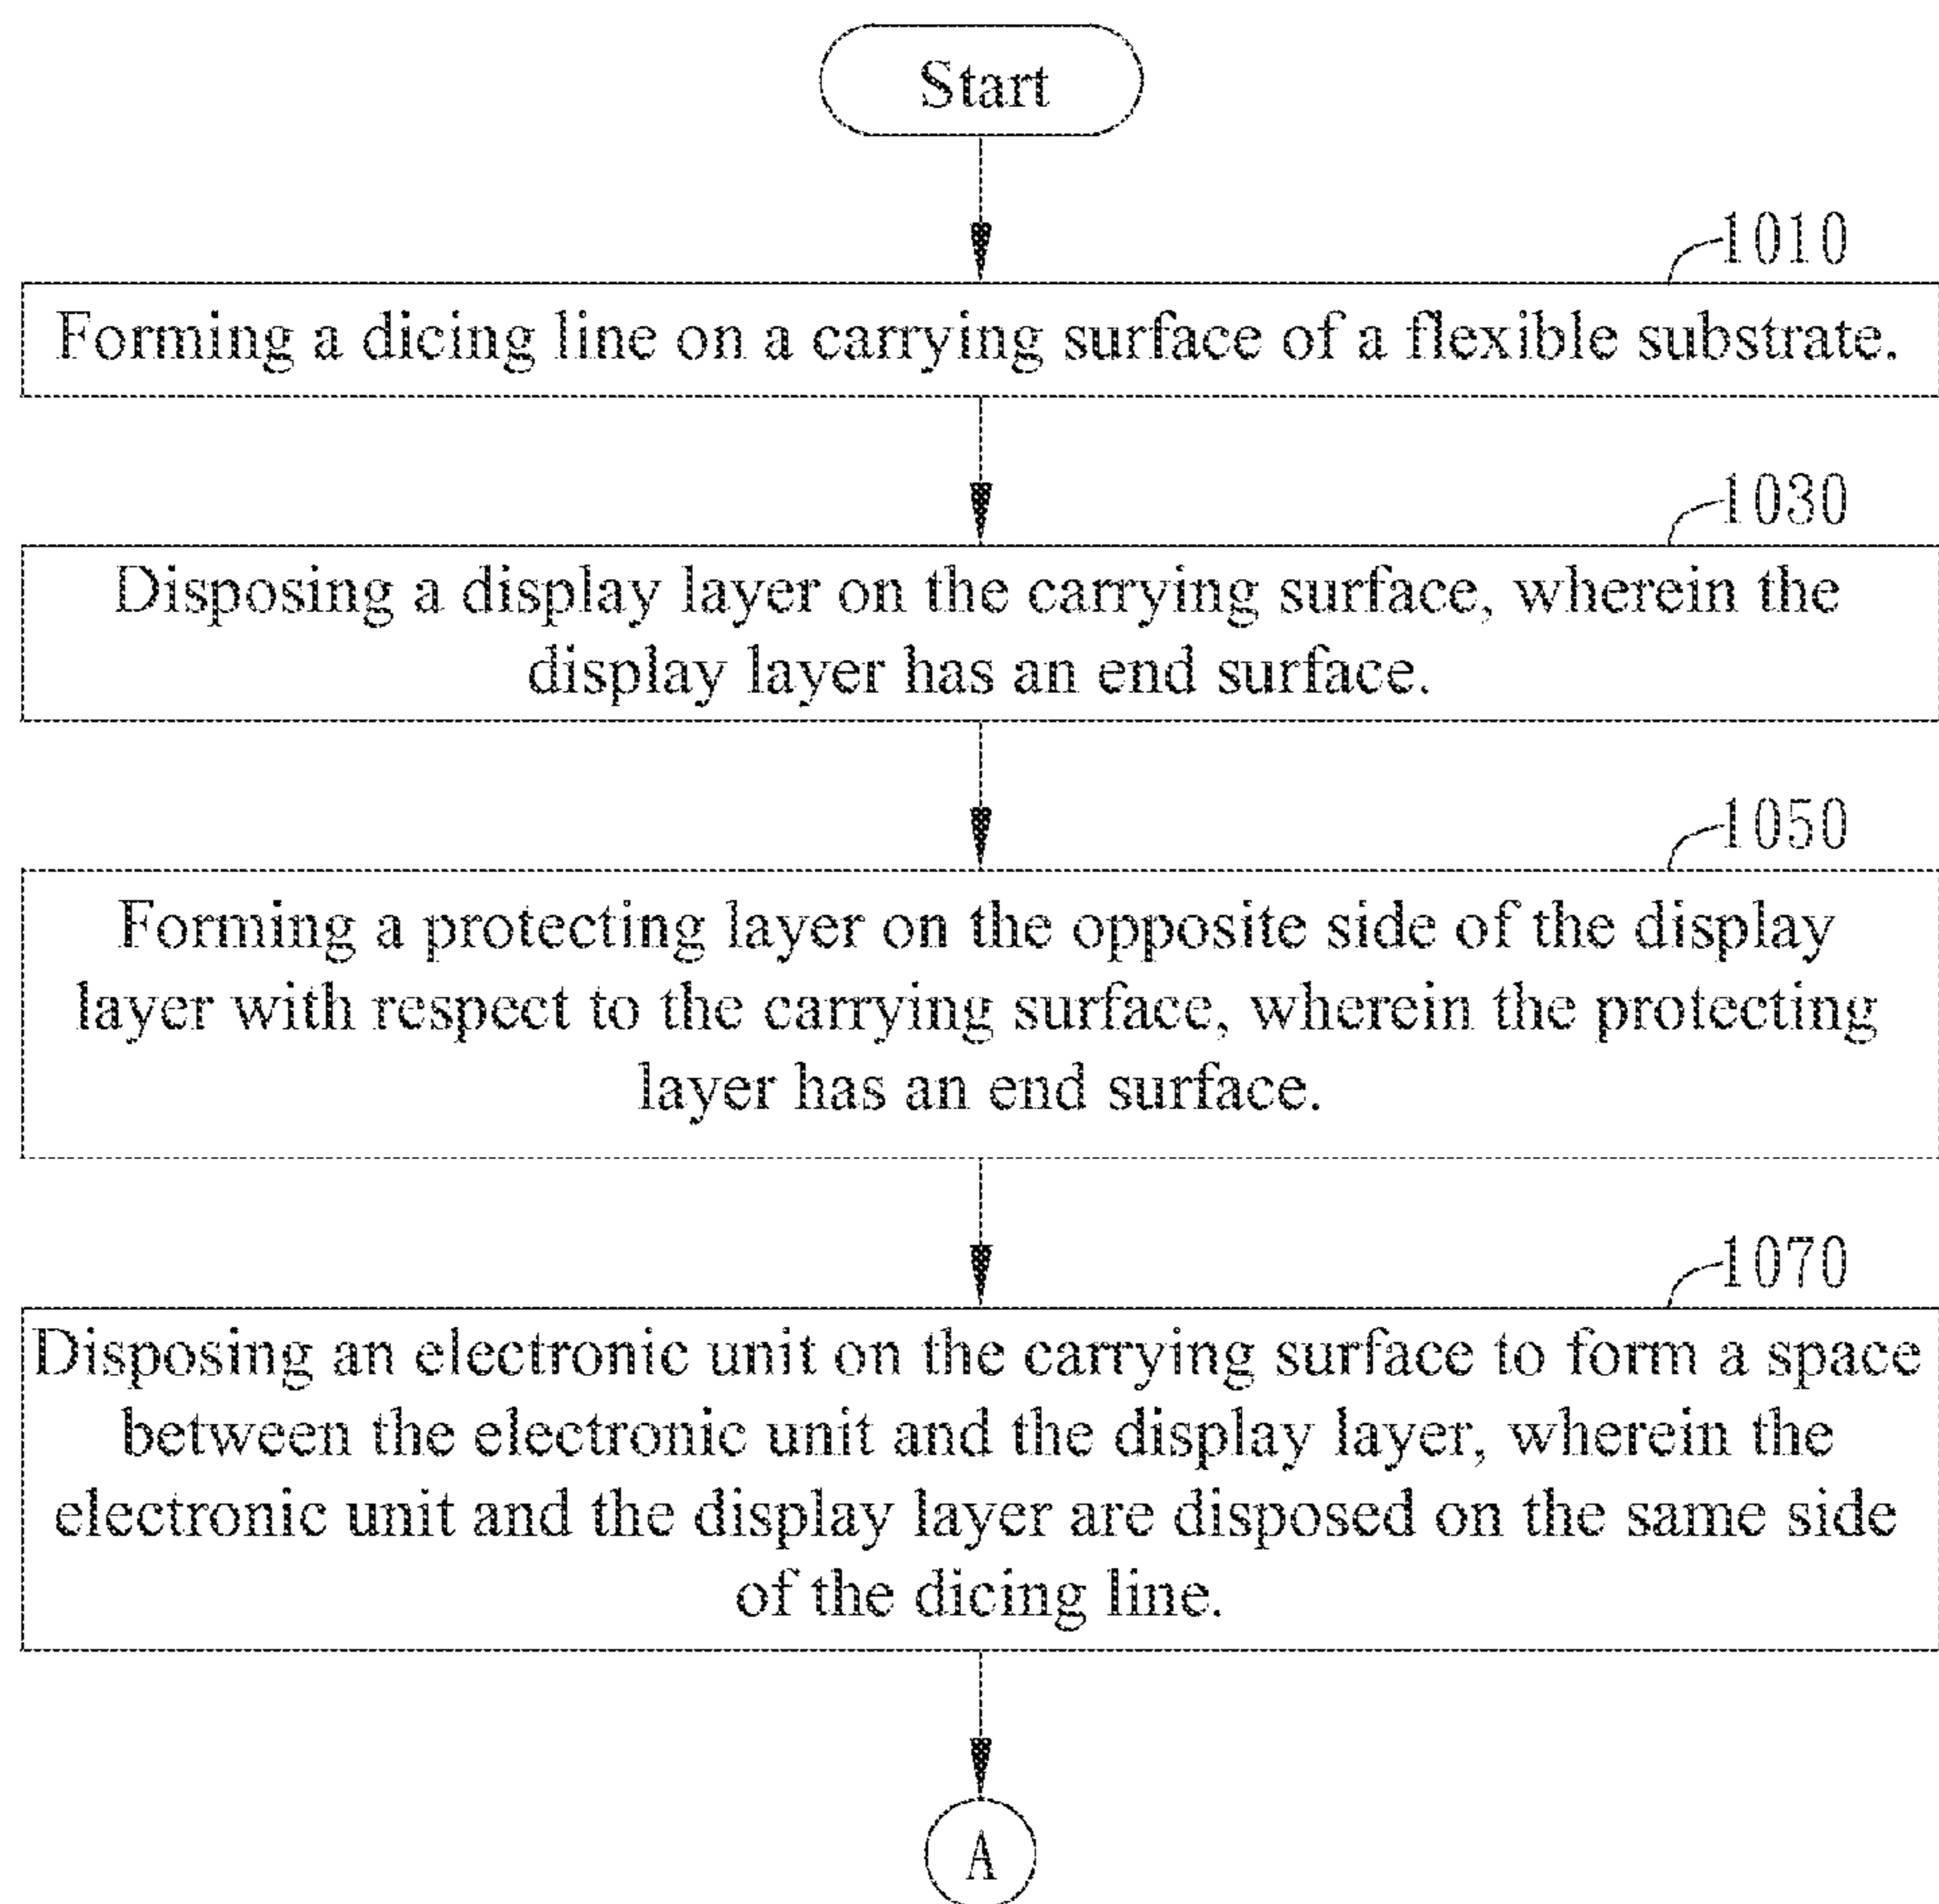 Start
1010
Forming a dicing line on a carrying surface of a flexible substrate.
1030
Disposing a display layer on the carrying surface, wherein the
display layer has an end surface.
1050
Forming a protecting layer on the opposite side of the display
layer with respect to the carrying surface, wherein the protecting
layer has an end surface.
1070
Disposing an electronic unit on the carrying surface to form a space
between the electronic unit and the display layer, wherein the
electronic unit and the display layer are disposed on the same side
of the dicing line.
A